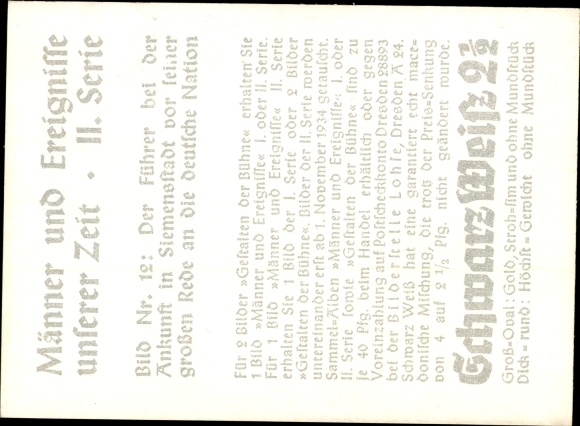 Männer und Ereigniſſe
unſerer Zeit · II. Serie
Bild Nr. 12: Der Führer bei der
Ankunft in Siemensſtadt vor ſeiner
großen Rede an die deutſche Nation
Für 2 Bilder »Geſtalten der Bühne« erhalten Sie
1 Bild »Männer und Ereigniſſe« I. oder II. Serie.
Für 1 Bild »Männer und Ereigniſſe« II. Serie
erhalten Sie 1 Bild der I. Serie oder 2 Bilder
»Geſtalten der Bühne«. Bilder der II. Serie werden
untereinander erſt ab 1. November 1934 getauſcht.
Sammel=Alben »Männer und Ereigniſſe« I. oder
II. Serie ſowie »Geſtalten der Bühne« ſind zu
je 40 Pfg. beim Handel erhältlich oder gegen
Voreinzahlung auf Poſtſcheckkonto Dresden 28893
bei der Bilderſtelle Lohſe, Dresden A 24.
Schwarz Weiß hat eine garantiert echt mace=
doniſche Miſchung, die trotz der Preis=Senkung
von 4 auf 2 1/2 Pfg. nicht geändert wurde.
Schwarz Weiß 2½
Groß=Oval: Gold, Stroh=ſim und ohne Mundſtück
Dick = rund: Höchſt = Gewicht ohne Mundſtück